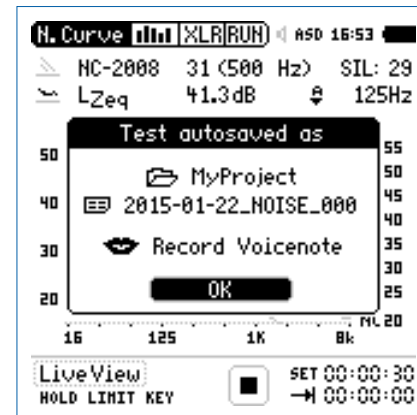 N. Curve XLR RUN ASD 16:53
NC-2008 31 (500 Hz) SIL: 29
LZeq 41.3dB 125Hz
Test autosaved as
MyProject
2015-01-22_NOISE_000
Record Voicenote
OK
50
40
30
20
55
50
45
40
35
30
25
NC 20
16 125 1K 8k
LiveView SET 00:00:30
HOLD LIMIT KEY 00:00:00